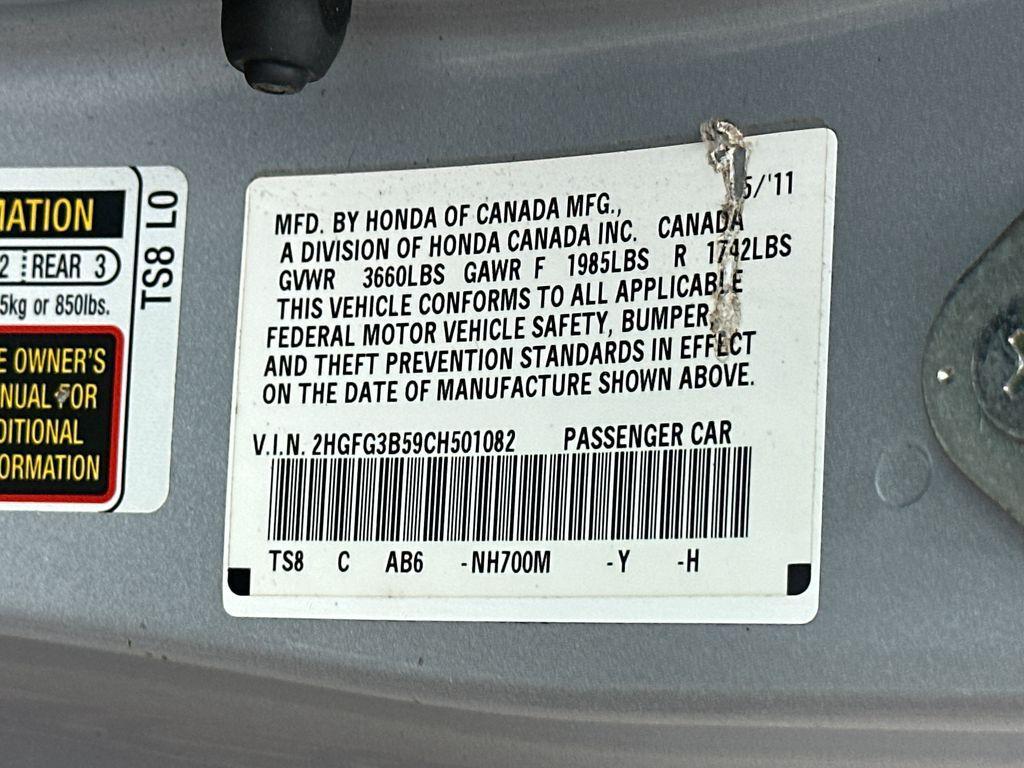 MATION
2 REAR 3
5kg or 850lbs.
E OWNER'S
NUAL FOR
DITIONAL
ORMATION
TS8 L0
5/'11
MFD. BY HONDA OF CANADA MFG.,
A DIVISION OF HONDA CANADA INC. CANADA
GVWR 3660LBS GAWR F 1985LBS R 1742LBS
THIS VEHICLE CONFORMS TO ALL APPLICABLE
FEDERAL MOTOR VEHICLE SAFETY, BUMPER,
AND THEFT PREVENTION STANDARDS IN EFFECT
ON THE DATE OF MANUFACTURE SHOWN ABOVE.
V.I.N. 2HGFG3B59CH501082 PASSENGER CAR
TS8 C AB6 -NH700M -Y -H